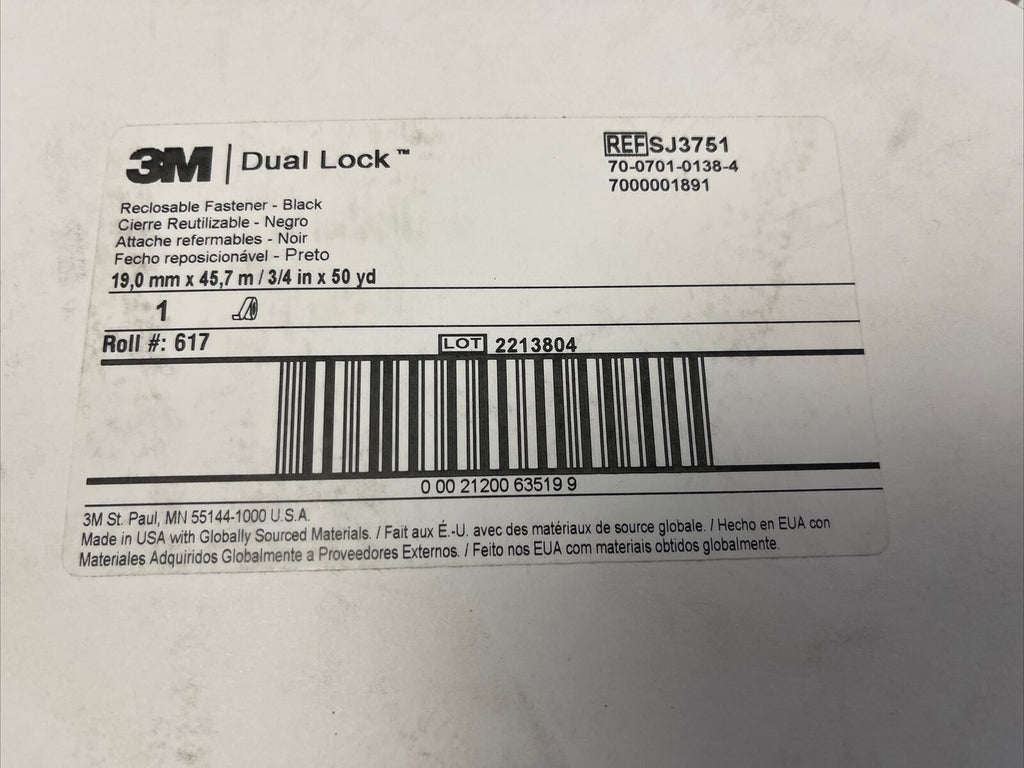 3M | Dual Lock™
REF SJ3751
70-0701-0138-4
7000001891
Reclosable Fastener - Black
Cierre Reutilizable - Negro
Attache refermables - Noir
Fecho reposicionável - Preto
19,0 mm x 45,7 m / 3/4 in x 50 yd
1
Roll #: 617
LOT 2213804
0 00 21200 63519 9
3M St. Paul, MN 55144-1000 U.S.A.
Made in USA with Globally Sourced Materials. / Fait aux É.-U. avec des matériaux de source globale. / Hecho en EUA con
Materiales Adquiridos Globalmente a Proveedores Externos. / Feito nos EUA com materiais obtidos globalmente.